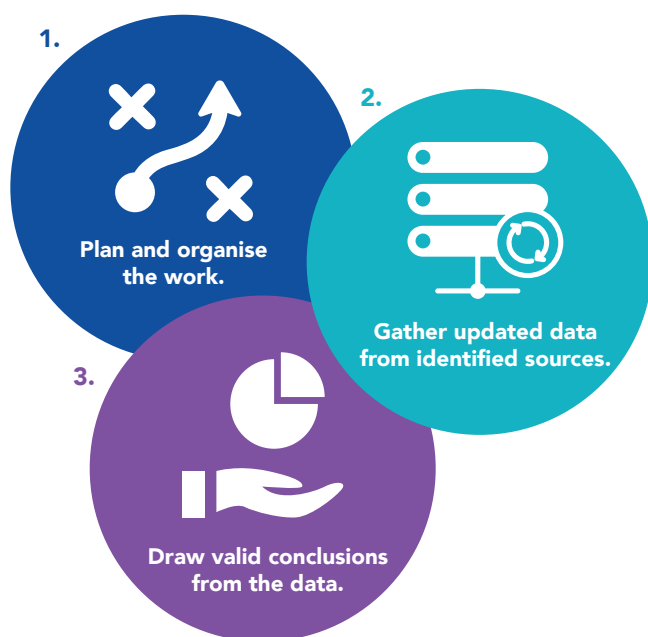 1.
Plan and organise
the work.
2.
Gather updated data
from identified sources.
3.
Draw valid conclusions
from the data.